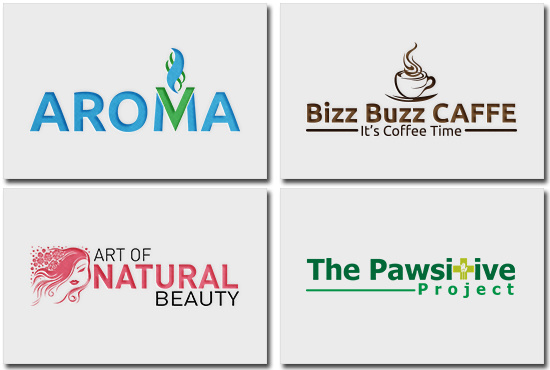 AROMA
Bizz Buzz CAFFE
It's Coffee Time
ART OF
NATURAL
BEAUTY
The Pawsitive
Project